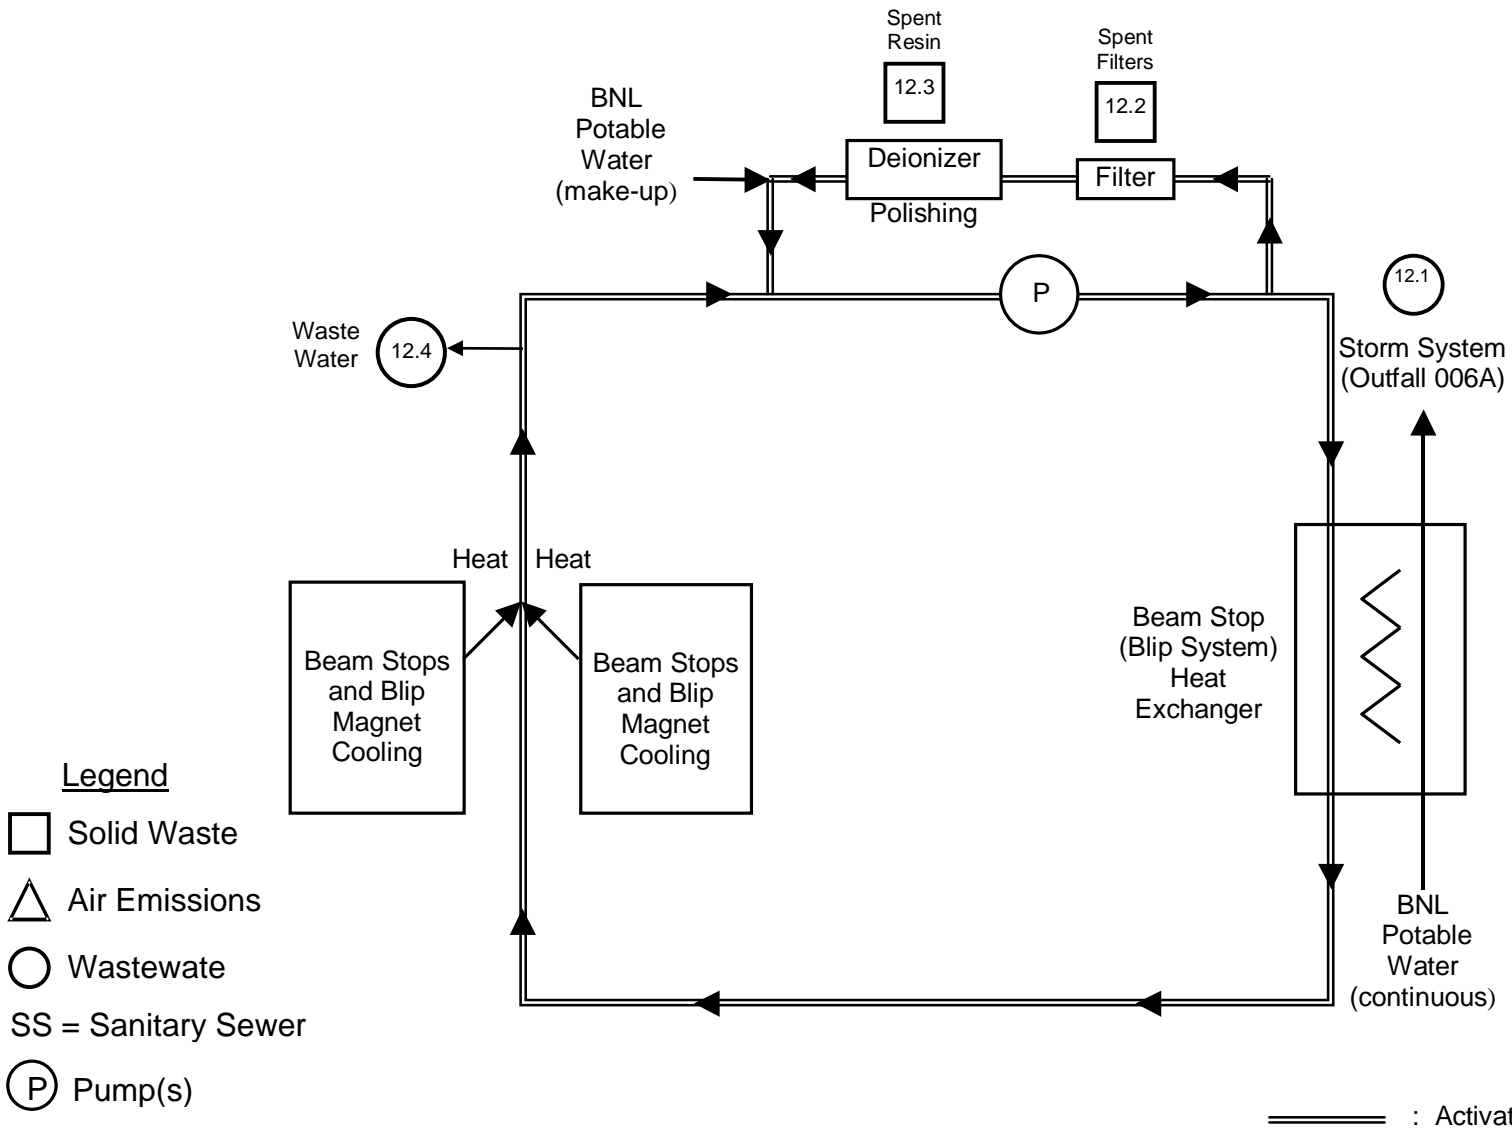 Spent
Resin
12.3
Spent
Filters
12.2
BNL
Potable
Water
(make-up)
Deionizer
Polishing
Filter
P
12.1
Storm System
(Outfall 006A)
Waste
Water
12.4
Heat
Heat
Beam Stops
and Blip
Magnet
Cooling
Beam Stops
and Blip
Magnet
Cooling
Beam Stop
(Blip System)
Heat
Exchanger
BNL
Potable
Water
(continuous)
Legend
Solid Waste
Air Emissions
Wastewate
SS = Sanitary Sewer
P Pump(s)
: Activat